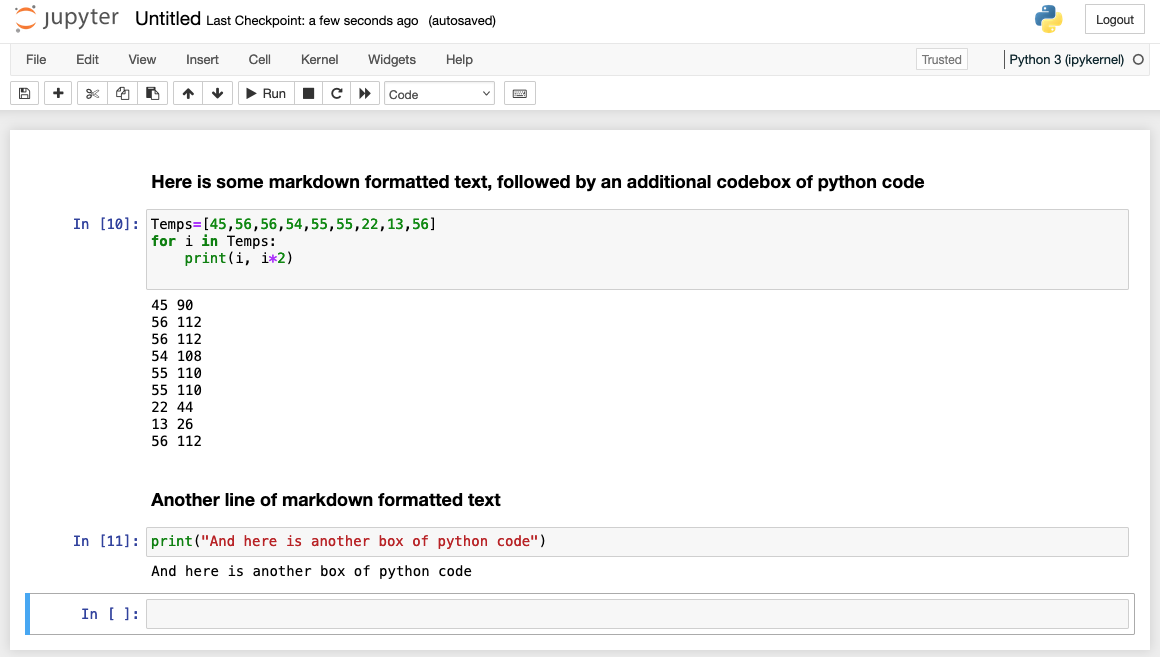 jupyter Untitled Last Checkpoint: a few seconds ago (autosaved) Logout
File Edit View Insert Cell Kernel Widgets Help Trusted Python 3 (ipykernel)
Run Code
Here is some markdown formatted text, followed by an additional codebox of python code
In [10]: Temps=[45,56,56,54,55,55,22,13,56]
for i in Temps:
    print(i, i*2)
45 90
56 112
56 112
54 108
55 110
55 110
22 44
13 26
56 112
Another line of markdown formatted text
In [11]: print("And here is another box of python code")
And here is another box of python code
In [ ]: